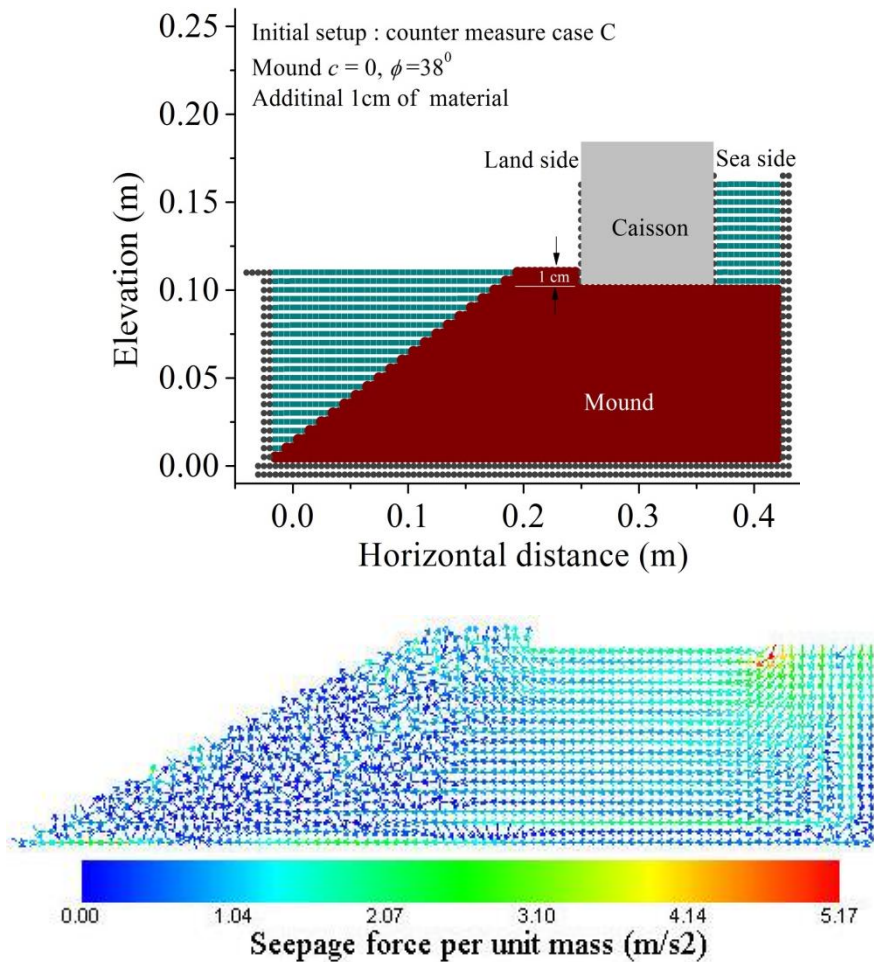 Initial setup : counter measure case C
Mound c = 0, ϕ=38⁰
Additinal 1cm of material
Land side
Sea side
Caisson
1 cm
Mound
Elevation (m)
0.25
0.20
0.15
0.10
0.05
0.00
0.0 0.1 0.2 0.3 0.4
Horizontal distance (m)
0.00 1.04 2.07 3.10 4.14 5.17
Seepage force per unit mass (m/s2)